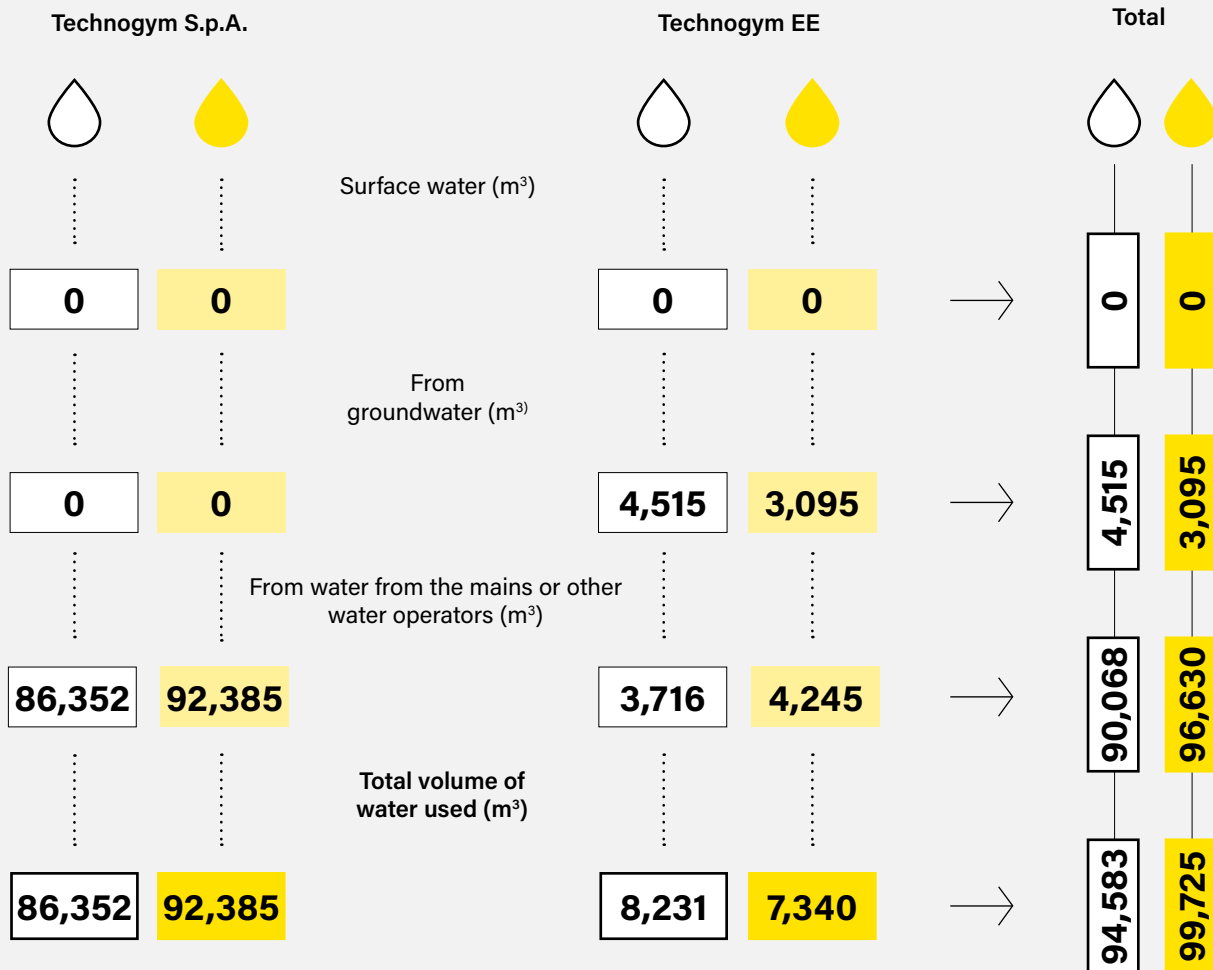 Technogym S.p.A. Technogym EE Total
Surface water (m³)
0 0 0 0 0 0
From
groundwater (m³⁾
0 0 4,515 3,095 4,515 3,095
From water from the mains or other
water operators (m³)
86,352 92,385 3,716 4,245 90,068 96,630
Total volume of
water used (m³)
86,352 92,385 8,231 7,340 94,583 99,725